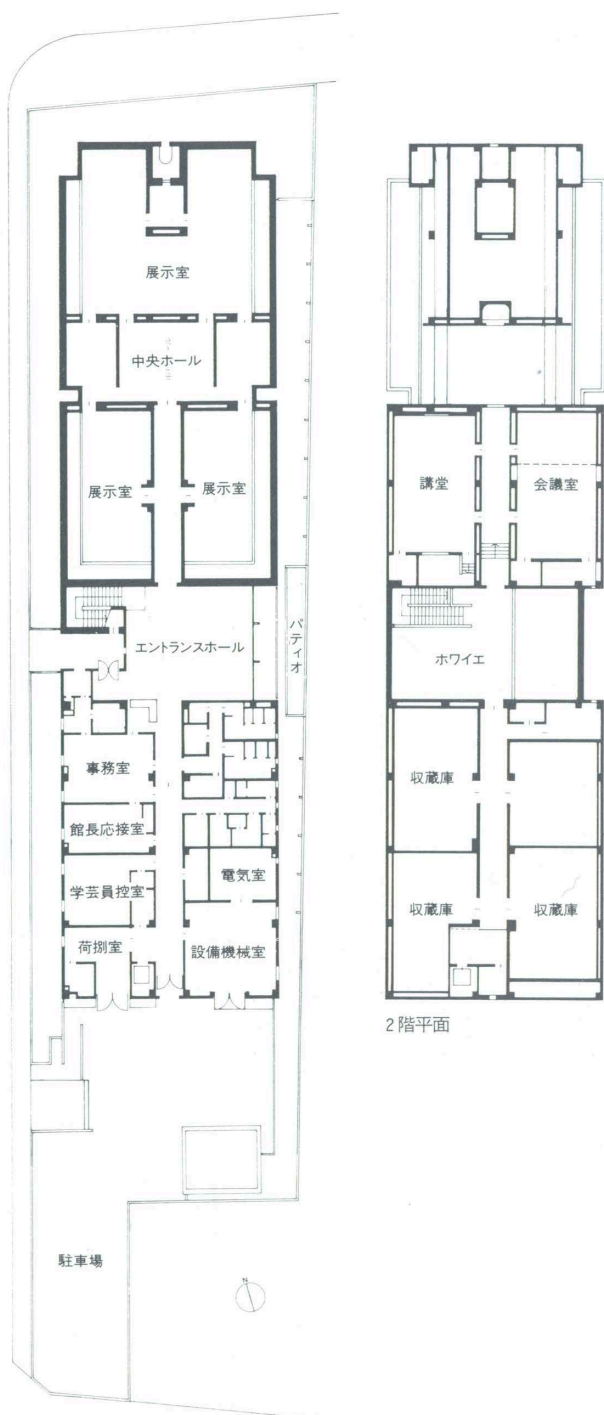 展示室
中央ホール
展示室
展示室
エントランスホール
パティオ
事務室
館長応接室
学芸員控室
電気室
荷捌室
設備機械室
駐車場
N
講堂
会議室
ホワイエ
収蔵庫
収蔵庫
収蔵庫
2階平面